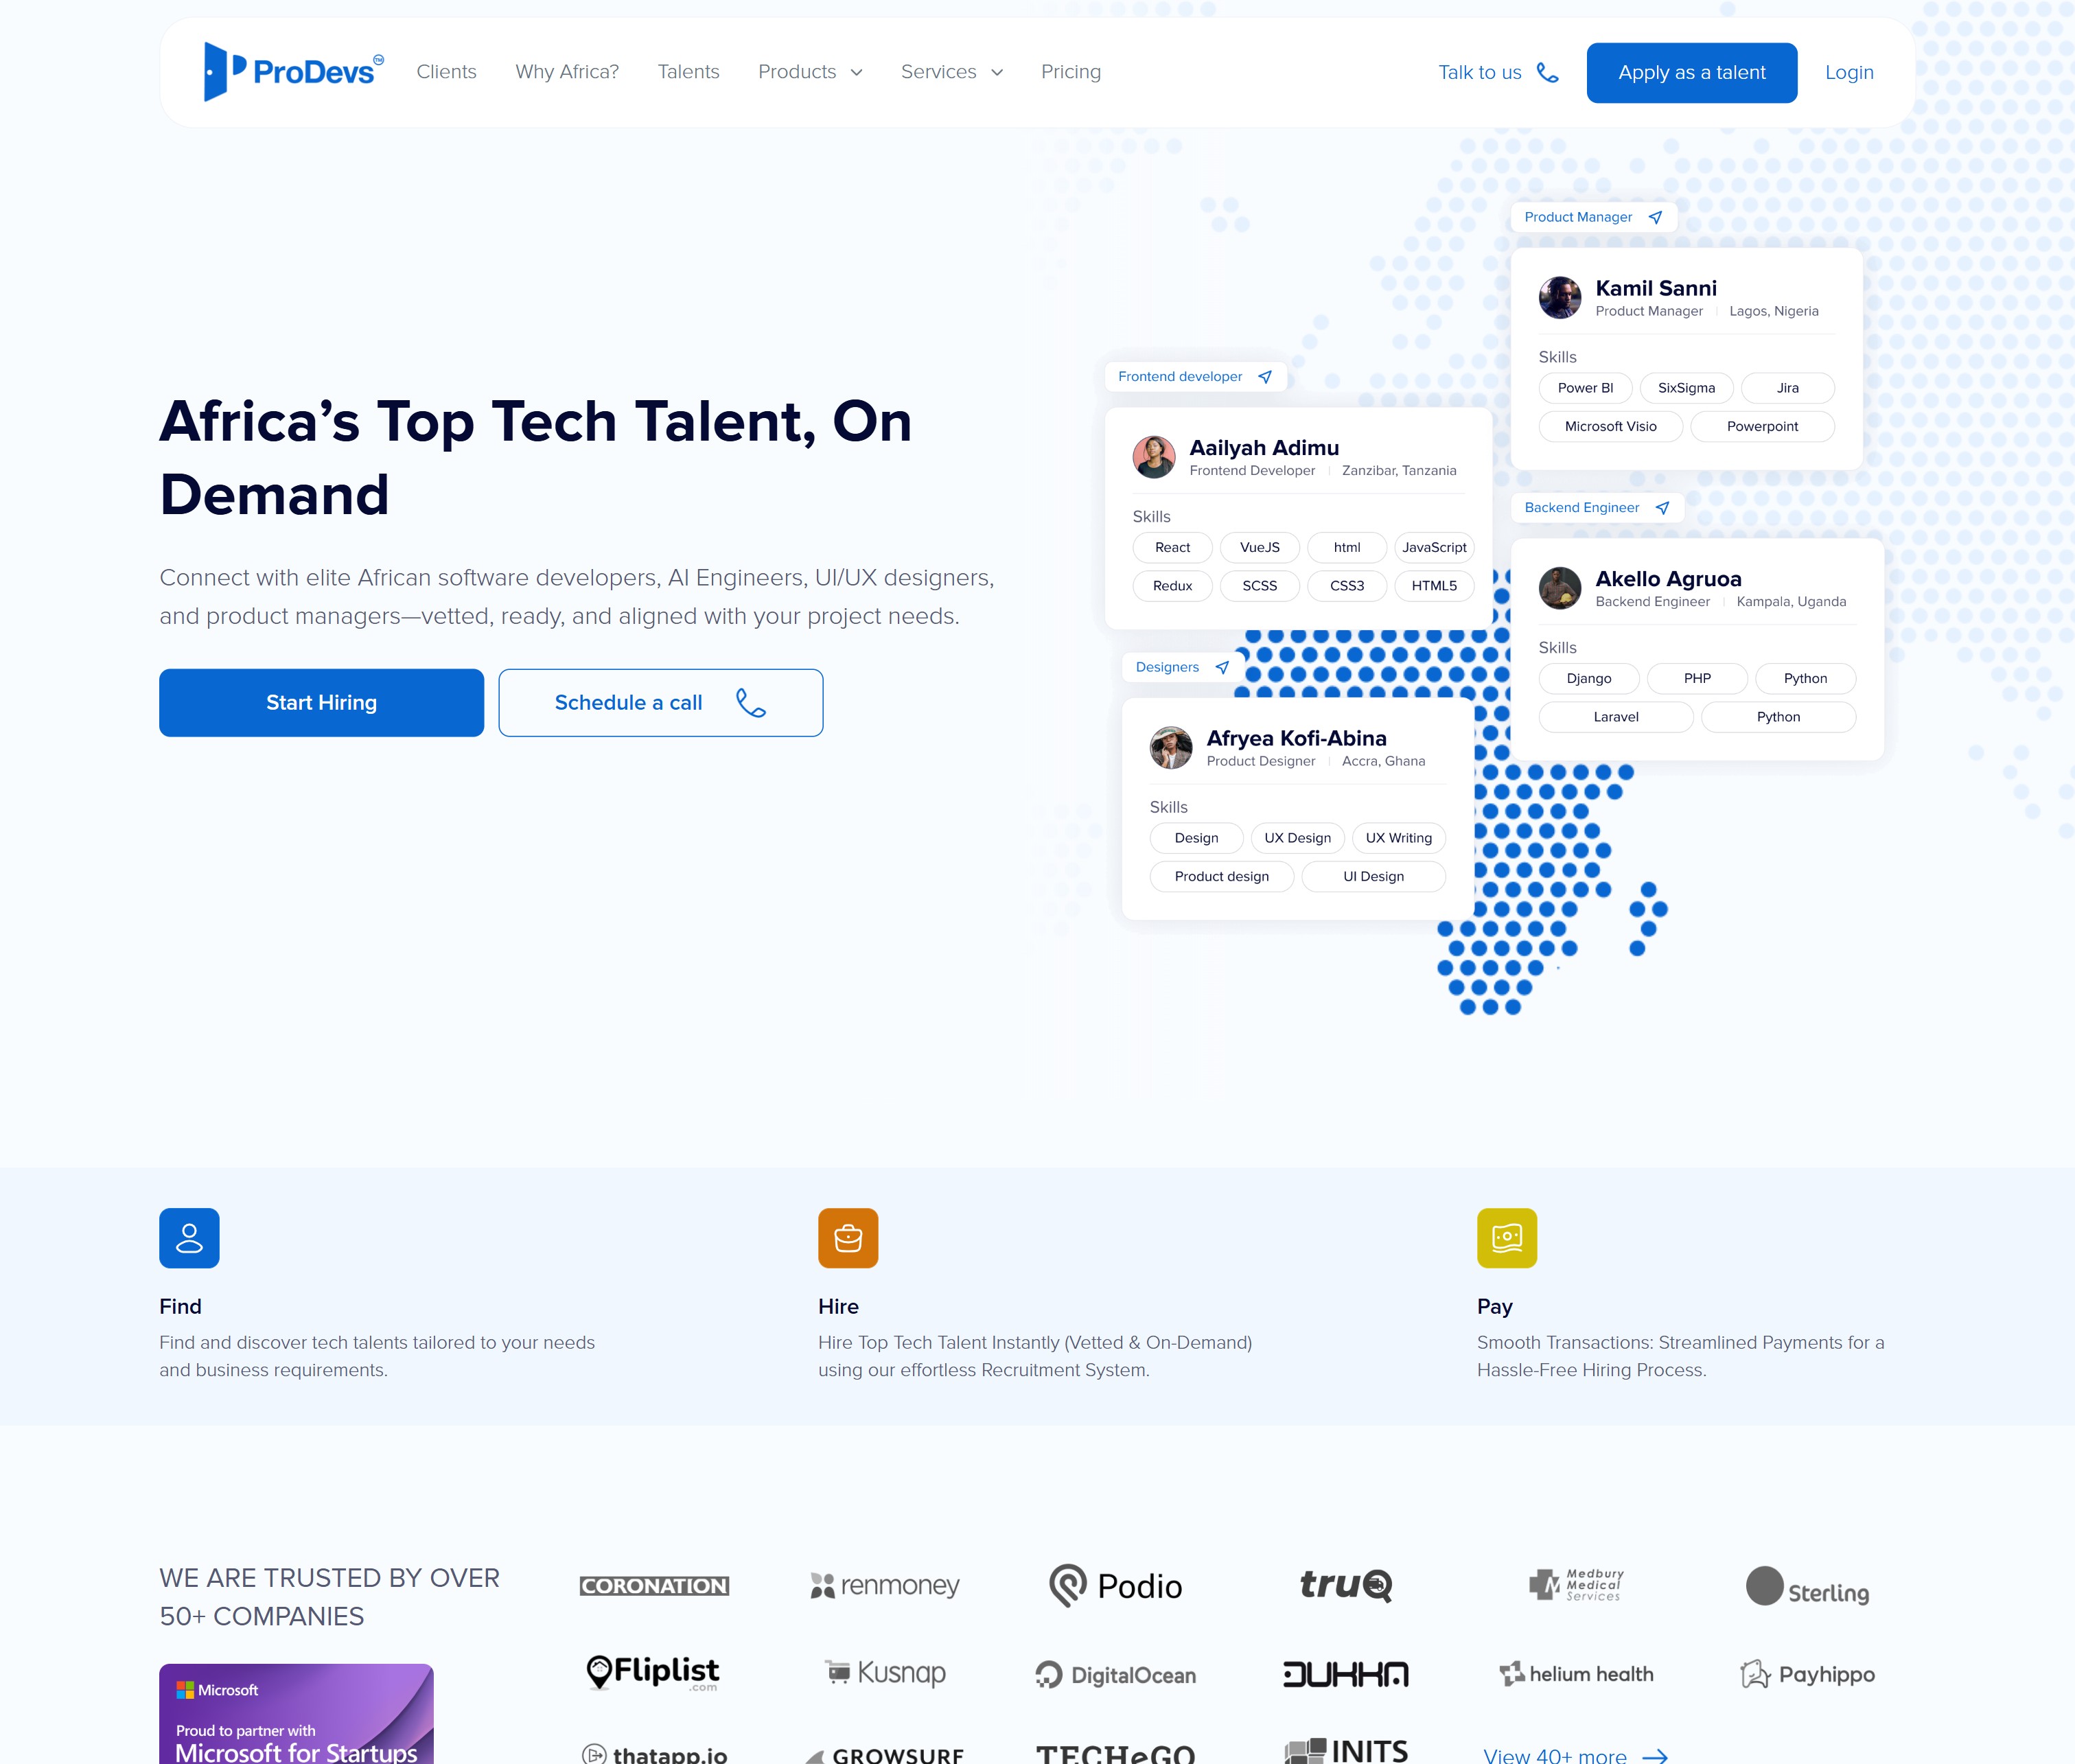 ProDevs™
Clients
Why Africa?
Talents
Products
Services
Pricing
Talk to us
Apply as a talent
Login
Africa’s Top Tech Talent, On
Demand
Connect with elite African software developers, AI Engineers, UI/UX designers,
and product managers—vetted, ready, and aligned with your project needs.
Start Hiring
Schedule a call
Frontend developer
Aailyah Adimu
Frontend Developer | Zanzibar, Tanzania
Skills
React VueJS html JavaScript
Redux SCSS CSS3 HTML5
Designers
Afryea Kofi-Abina
Product Designer | Accra, Ghana
Skills
Design UX Design UX Writing
Product design UI Design
Product Manager
Kamil Sanni
Product Manager | Lagos, Nigeria
Skills
Power BI SixSigma Jira
Microsoft Visio Powerpoint
Backend Engineer
Akello Agruoa
Backend Engineer | Kampala, Uganda
Skills
Django PHP Python
Laravel Python
Find
Find and discover tech talents tailored to your needs
and business requirements.
Hire
Hire Top Tech Talent Instantly (Vetted & On-Demand)
using our effortless Recruitment System.
Pay
Smooth Transactions: Streamlined Payments for a
Hassle-Free Hiring Process.
WE ARE TRUSTED BY OVER
50+ COMPANIES
Microsoft
Proud to partner with
Microsoft for Startups
CORONATION
renmoney
Podio
truQ
Medbury
Medical
Services
Sterling
Fliplist
.com
Kusnap
DigitalOcean
DUKKA
helium health
Payhippo
thatapp.io
GROWSURF
TECHeGO
INITS
View 40+ more